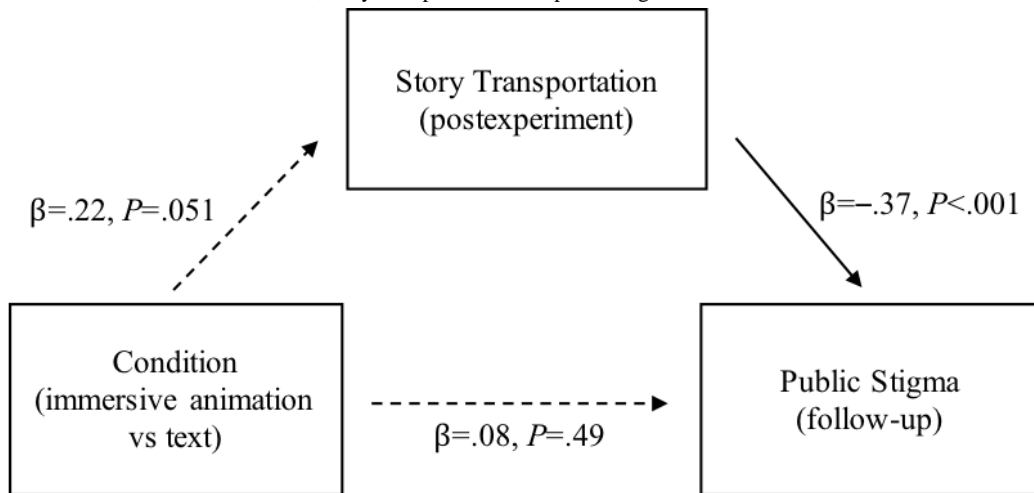 Story Transportation
(postexperiment)
β=.22, P=.051
β=–.37, P<.001
Condition
(immersive animation
vs text)
β=.08, P=.49
Public Stigma
(follow-up)